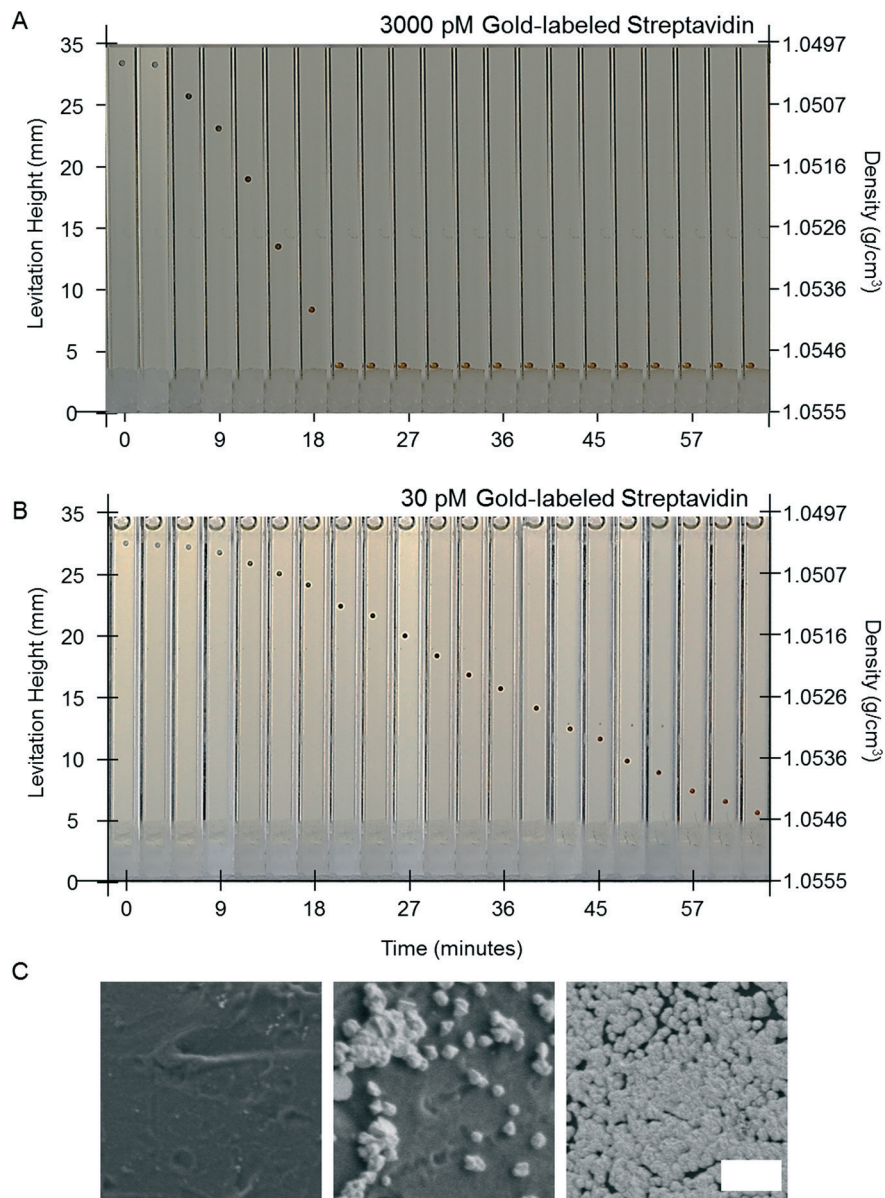 A
3000 pM Gold-labeled Streptavidin
35
30
25
20
15
10
5
0
Levitation Height (mm)
1.0497
1.0507
1.0516
1.0526
1.0536
1.0546
1.0555
Density (g/cm³)
0 9 18 27 36 45 57
B
30 pM Gold-labeled Streptavidin
35
30
25
20
15
10
5
0
Levitation Height (mm)
1.0497
1.0507
1.0516
1.0526
1.0536
1.0546
1.0555
Density (g/cm³)
0 9 18 27 36 45 57
Time (minutes)
C